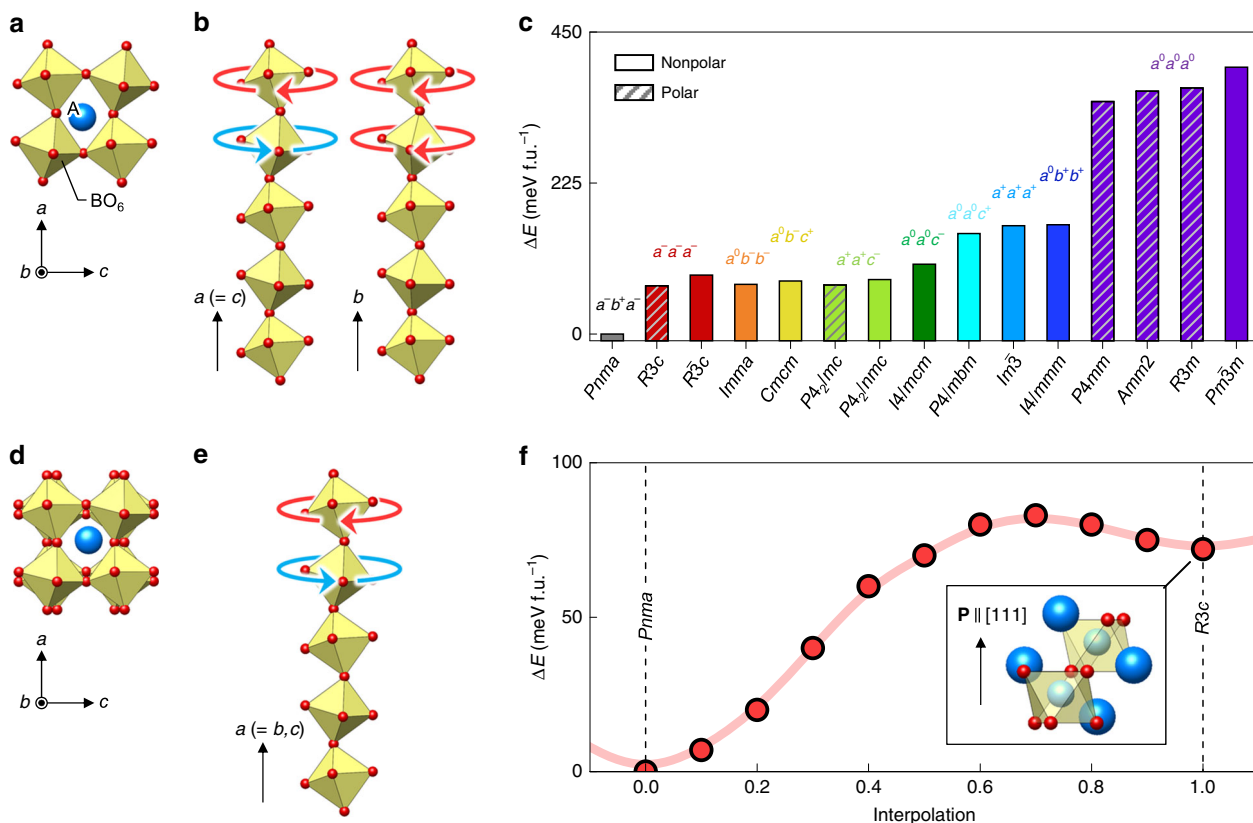 a
A
BO₆
a
b
c
b
a (= c)
b
c
450
225
0
ΔE (meV f.u.⁻¹)
Nonpolar
Polar
a⁻b⁺a⁻
a⁻a⁻a⁻
a⁰b⁻b⁻
a⁰b⁻c⁺
a⁺a⁺c⁻
a⁰a⁰c⁻
a⁰a⁰c⁺
a⁺a⁺a⁺
a⁰b⁺b⁺
a⁰a⁰a⁰
Pnma
R3c
R3̄c
Imma
Cmcm
P4₂/mc
P4₂/nmc
I4/mcm
P4/mbm
Im3̄
I4/mmm
P4mm
Amm2
R3m
Pm3̄m
d
a
b
c
e
a (= b,c)
f
100
50
0
ΔE (meV f.u.⁻¹)
Pnma
P || [111]
R3c
0.0 0.2 0.4 0.6 0.8 1.0
Interpolation